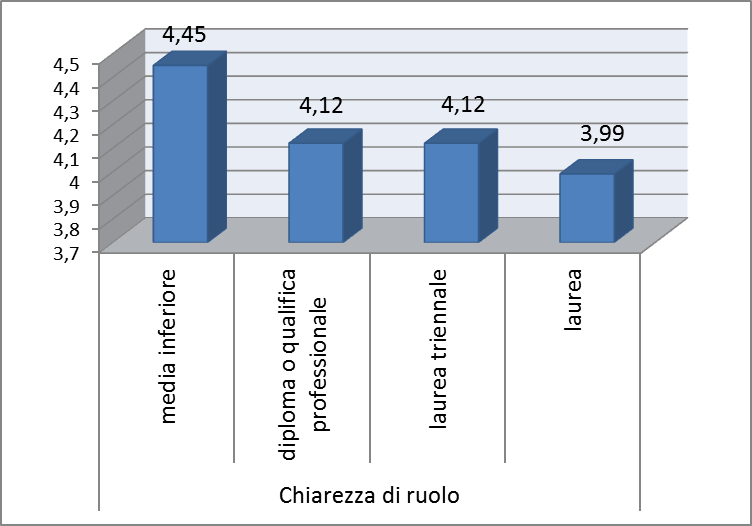 4,45
4,12
4,12
3,99
4,5
4,4
4,3
4,2
4,1
4
3,9
3,8
3,7
media inferiore
diploma o qualifica
professionale
laurea triennale
laurea
Chiarezza di ruolo